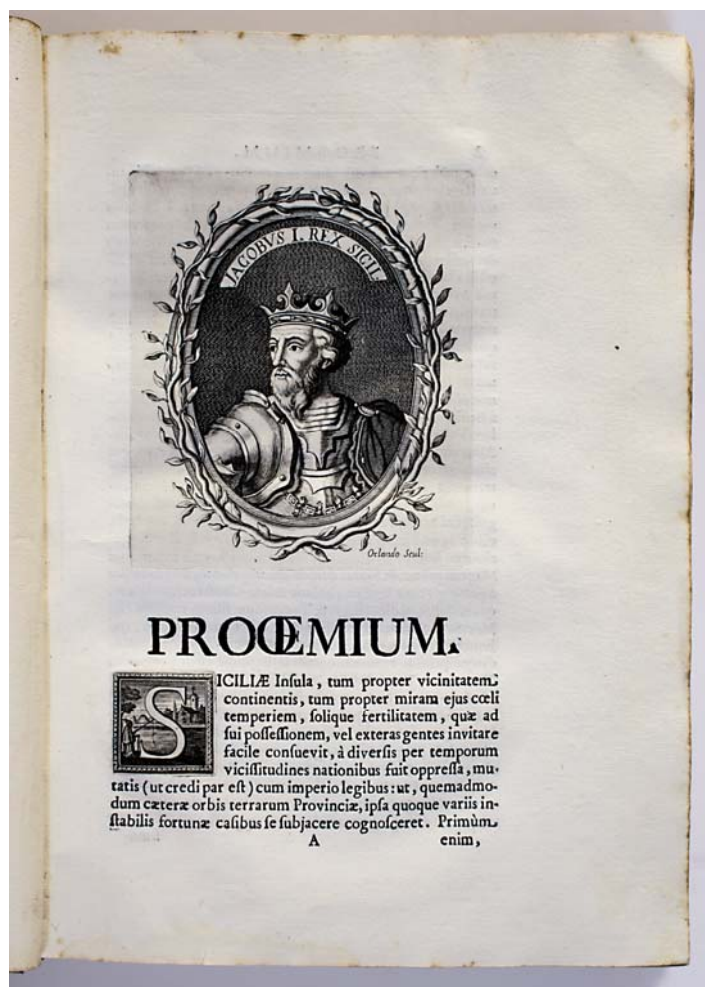 JACOBVS I. REX SICIL:
Orlando Scul:
PROŒMIUM.
SICILIÆ Inſula, tum propter vicinitatem
continentis, tum propter miram ejus cœli
temperiem, ſolique fertilitatem, quæ ad
ſui poſſeſſionem, vel exteras gentes invitare
facile conſuevit, à diverſis per temporum
viciſſitudines nationibus fuit oppreſſa, mu-
tatis (ut credi par eſt) cum imperio legibus: ut, quemadmo-
dum cæteræ orbis terrarum Provinciæ, ipſa quoque variis in-
ſtabilis fortunæ caſibus ſe ſubjacere cognoſceret. Primùm
A enim,